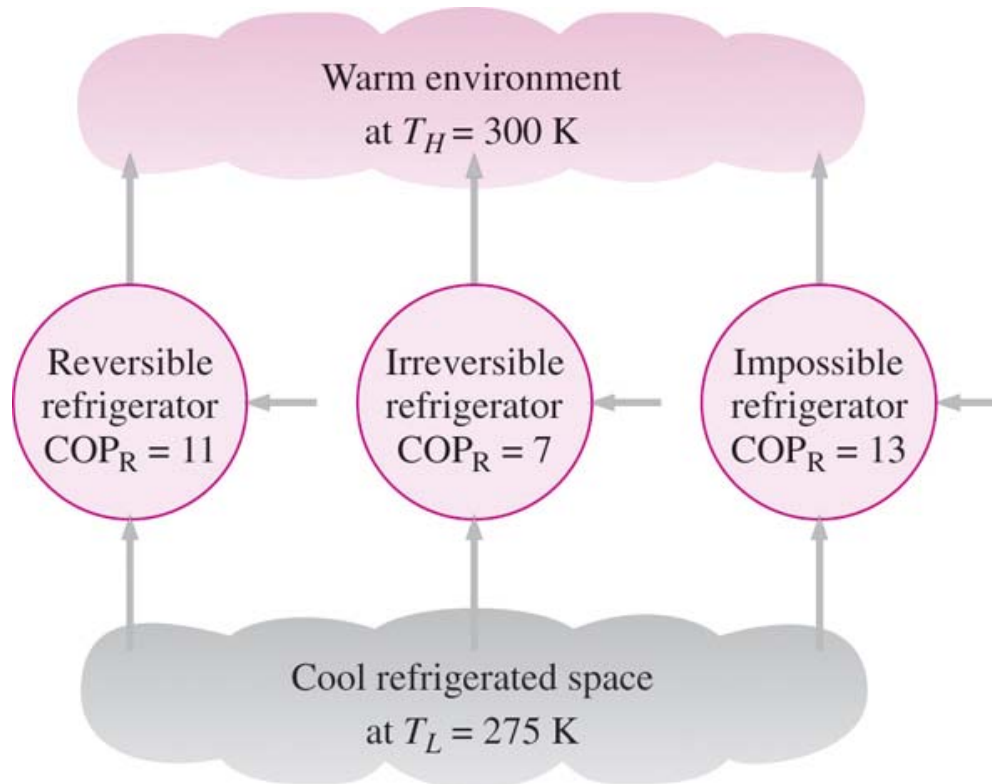 Warm environment
at T_H = 300 K
Reversible
refrigerator
COP_R = 11
Irreversible
refrigerator
COP_R = 7
Impossible
refrigerator
COP_R = 13
Cool refrigerated space
at T_L = 275 K